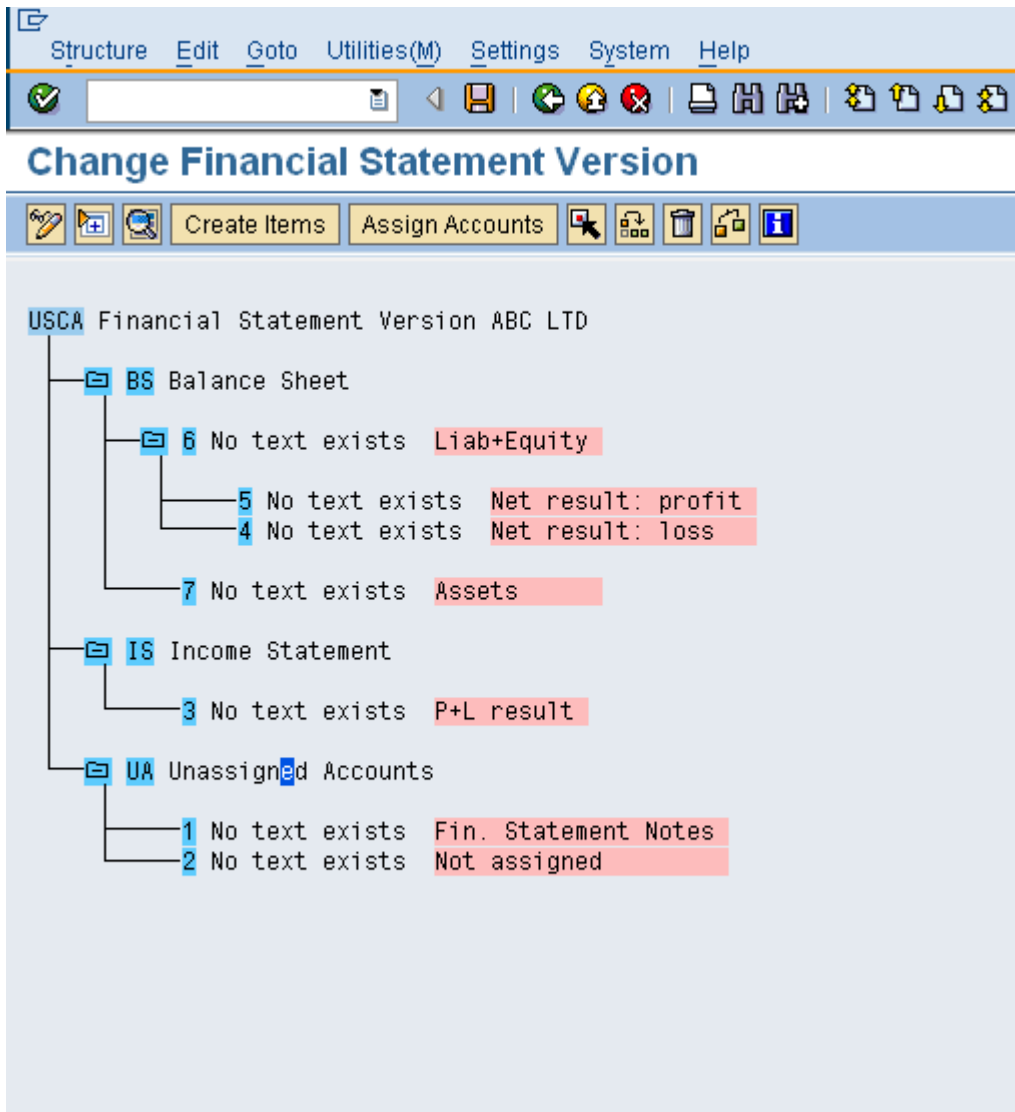 Structure Edit Goto Utilities(M) Settings System Help
Change Financial Statement Version
Create Items Assign Accounts
USCA Financial Statement Version ABC LTD
BS Balance Sheet
6 No text exists Liab+Equity
5 No text exists Net result: profit
4 No text exists Net result: loss
7 No text exists Assets
IS Income Statement
3 No text exists P+L result
UA Unassigned Accounts
1 No text exists Fin. Statement Notes
2 No text exists Not assigned